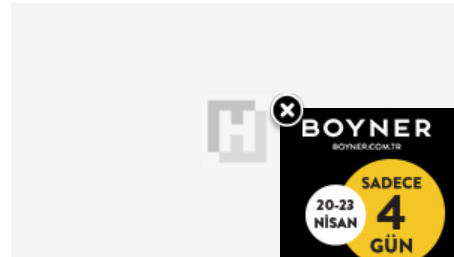 H
BOYNER
BOYNER.COM.TR
SADECE
20-23
NİSAN
4
GÜN